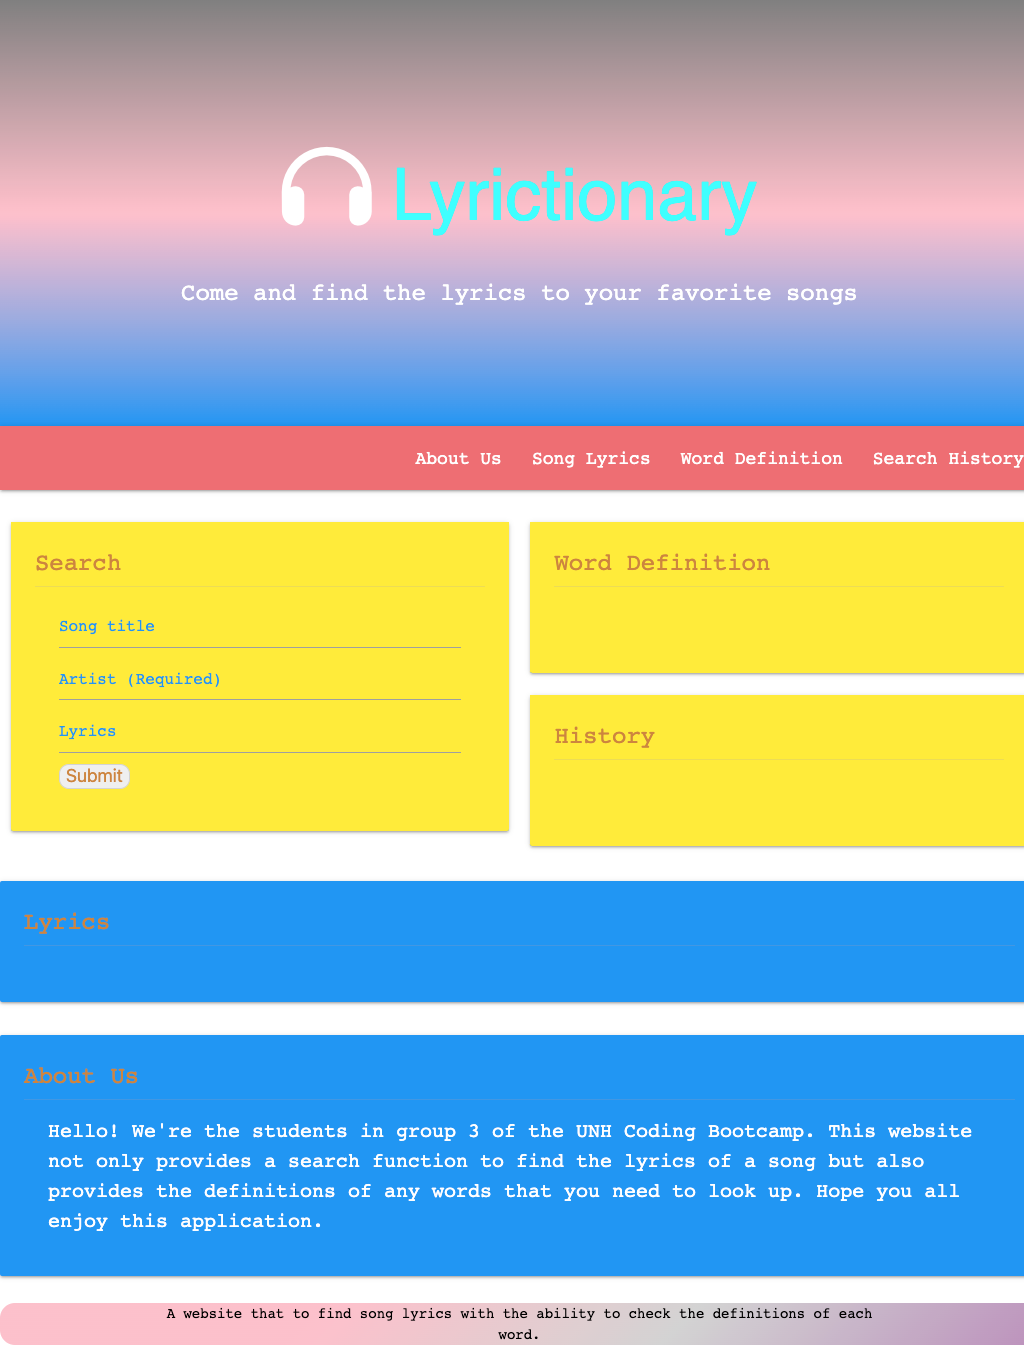 Lyrictionary
Come and find the lyrics to your favorite songs
About Us Song Lyrics Word Definition Search History
Search
Song title
Artist (Required)
Lyrics
Submit
Word Definition
History
Lyrics
About Us
Hello! We're the students in group 3 of the UNH Coding Bootcamp. This website
not only provides a search function to find the lyrics of a song but also
provides the definitions of any words that you need to look up. Hope you all
enjoy this application.
A website that to find song lyrics with the ability to check the definitions of each
word.